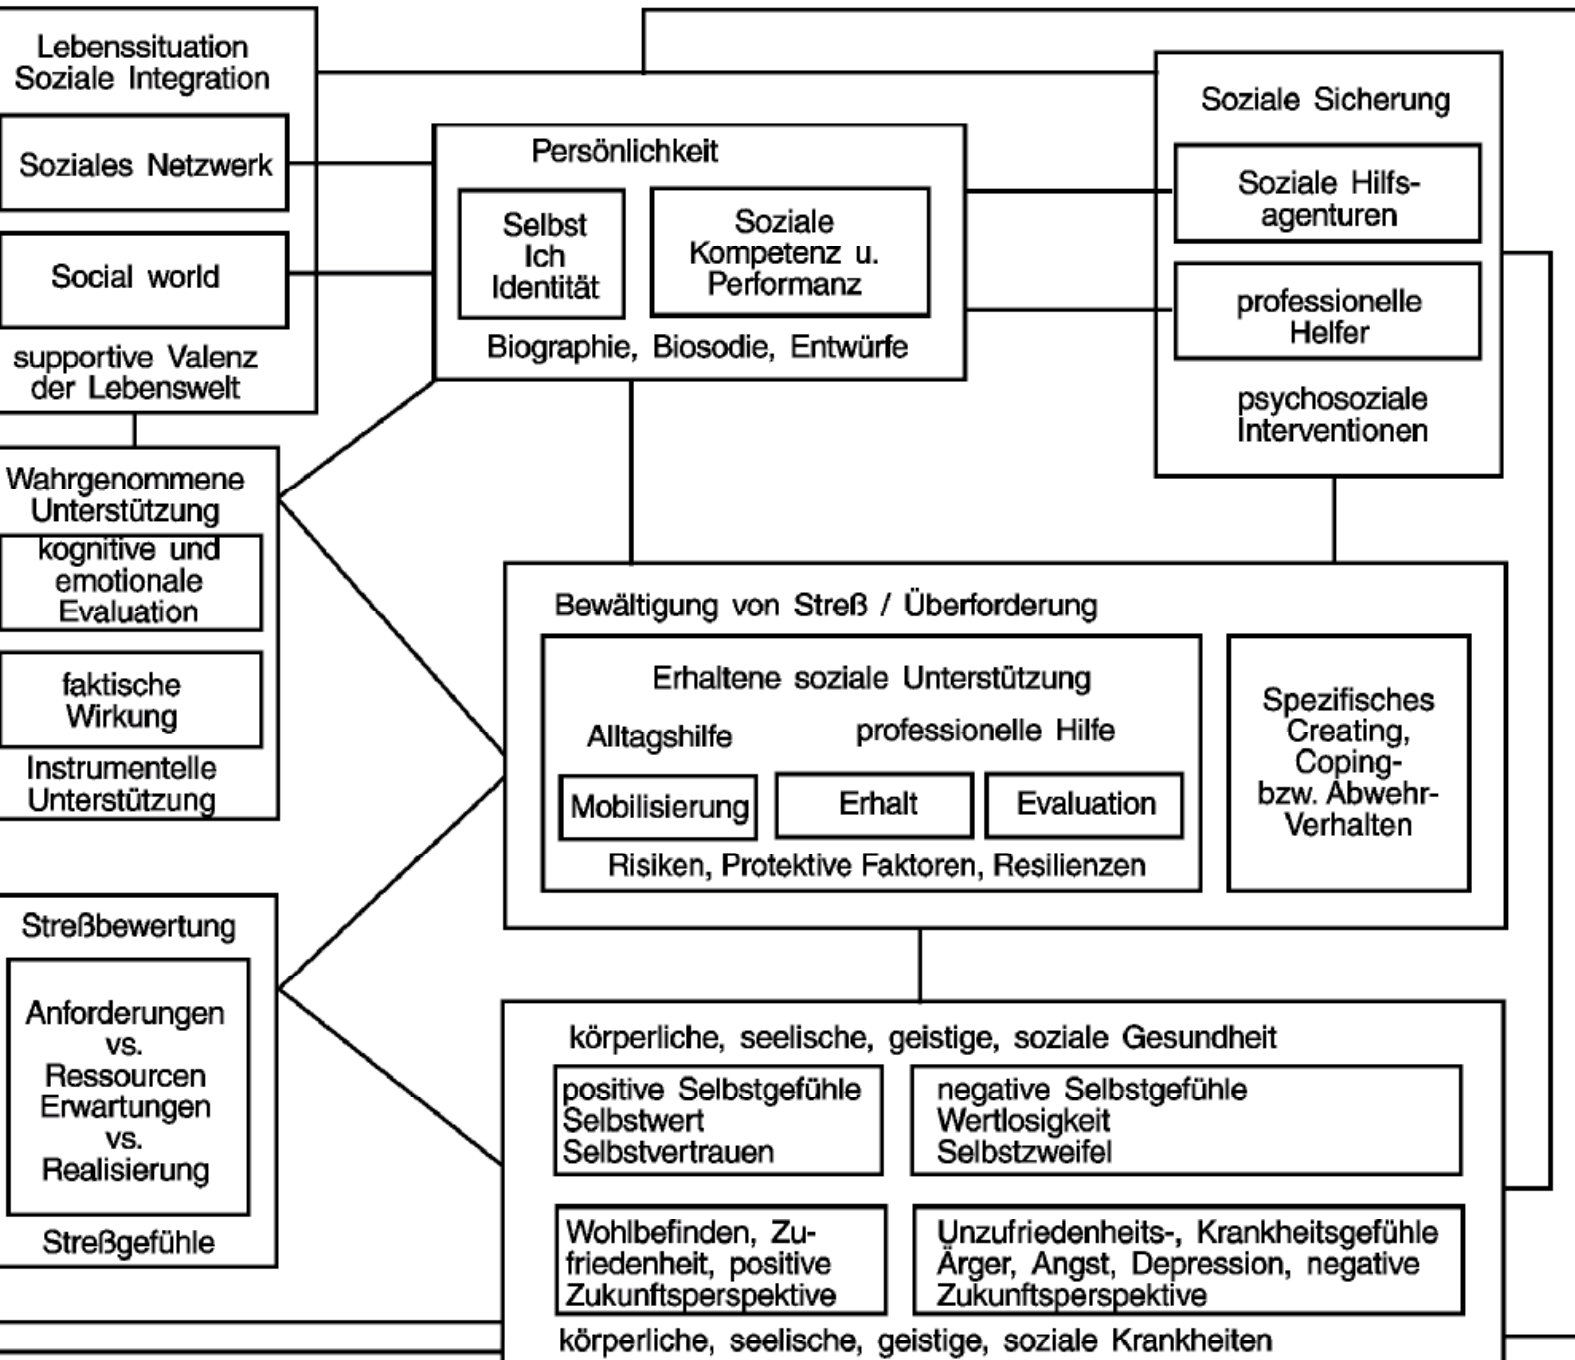 Lebenssituation
Soziale Integration
Soziales Netzwerk
Social world
supportive Valenz
der Lebenswelt
Persönlichkeit
Selbst
Ich
Identität
Soziale
Kompetenz u.
Performanz
Biographie, Biosodie, Entwürfe
Soziale Sicherung
Soziale Hilfs-
agenturen
professionelle
Helfer
psychosoziale
Interventionen
Wahrgenommene
Unterstützung
kognitive und
emotionale
Evaluation
faktische
Wirkung
Instrumentelle
Unterstützung
Bewältigung von Streß / Überforderung
Erhaltene soziale Unterstützung
Alltagshilfe
professionelle Hilfe
Mobilisierung
Erhalt
Evaluation
Risiken, Protektive Faktoren, Resilienzen
Spezifisches
Creating,
Coping-
bzw. Abwehr-
Verhalten
Streßbewertung
Anforderungen
vs.
Ressourcen
Erwartungen
vs.
Realisierung
Streßgefühle
körperliche, seelische, geistige, soziale Gesundheit
positive Selbstgefühle
Selbstwert
Selbstvertrauen
negative Selbstgefühle
Wertlosigkeit
Selbstzweifel
Wohlbefinden, Zu-
friedenheit, positive
Zukunftsperspektive
Unzufriedenheits-, Krankheitsgefühle
Ärger, Angst, Depression, negative
Zukunftsperspektive
körperliche, seelische, geistige, soziale Krankheiten